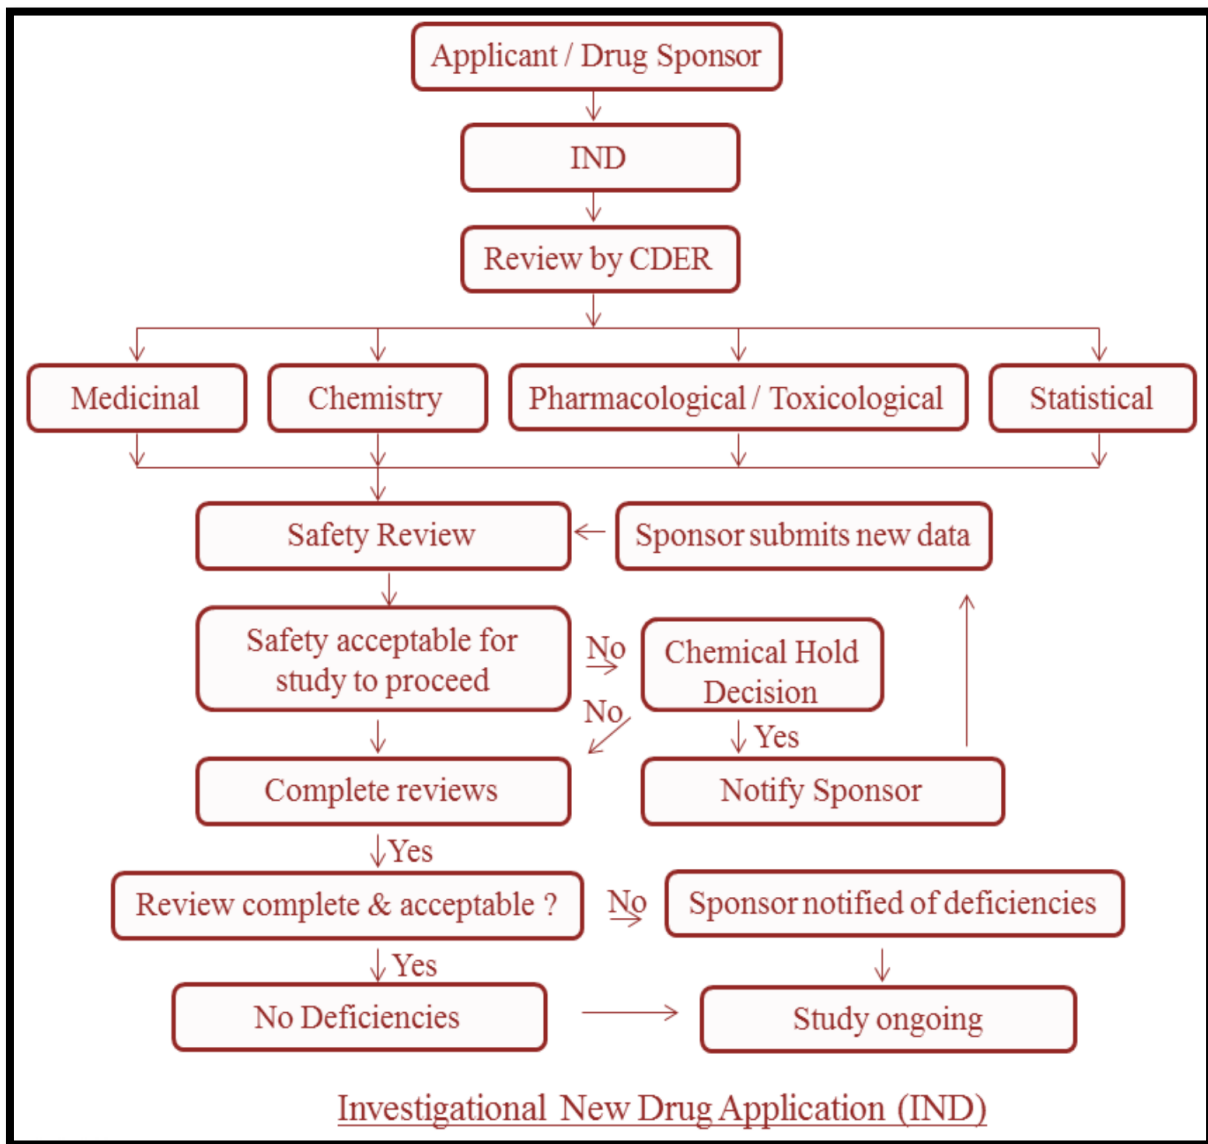 Applicant / Drug Sponsor
IND
Review by CDER
Medicinal
Chemistry
Pharmacological / Toxicological
Statistical
Safety Review
Sponsor submits new data
Safety acceptable for
study to proceed
No
Chemical Hold
Decision
No
Yes
Complete reviews
Notify Sponsor
Yes
Review complete & acceptable ?
No
Sponsor notified of deficiencies
Yes
No Deficiencies
Study ongoing
Investigational New Drug Application (IND)